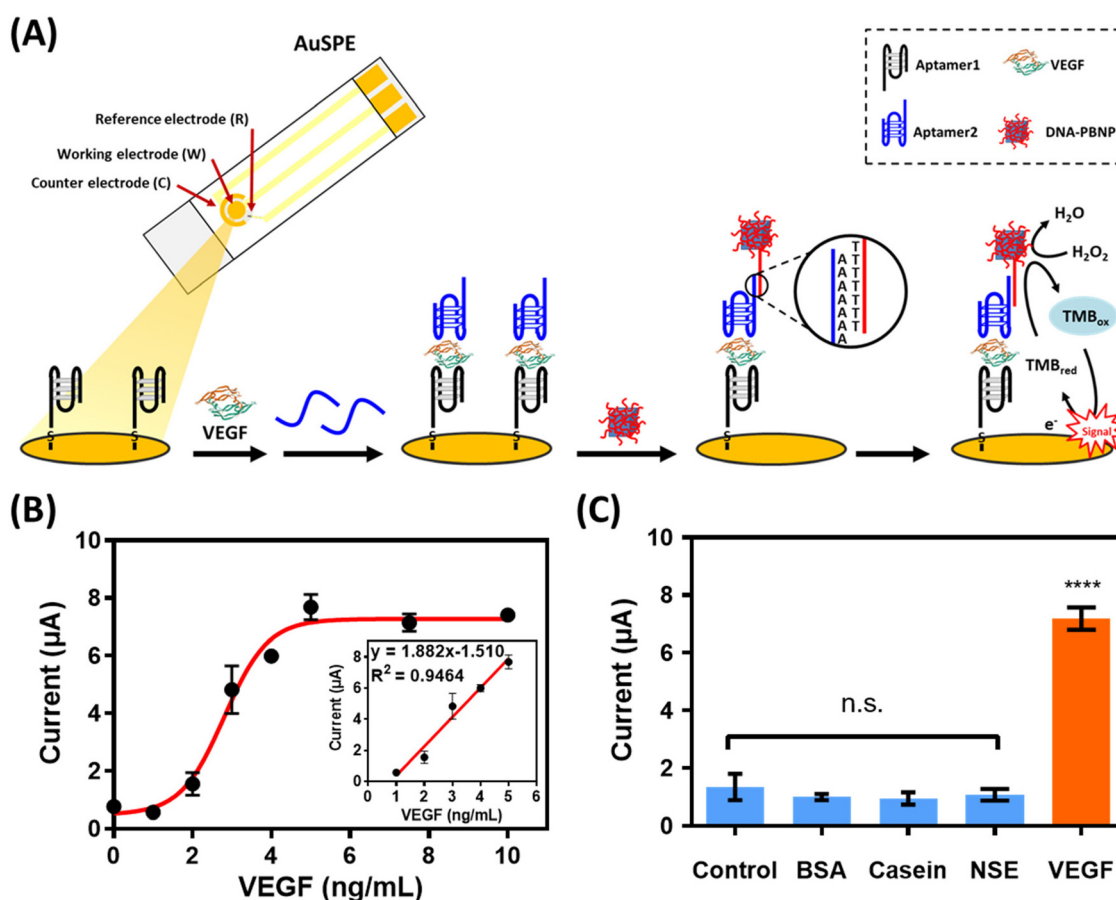 (A)
AuSPE
Reference electrode (R)
Working electrode (W)
Counter electrode (C)
Aptamer1
VEGF
Aptamer2
DNA-PBNP
S
S
VEGF
S
S
T
T
T
T
T
T
T
A
A
A
A
A
A
A
S
H₂O
H₂O₂
TMBox
TMBred
e⁻
Signal
S
(B)
10
8
6
4
2
0
Current (µA)
0 2 4 6 8 10
VEGF (ng/mL)
y = 1.882x-1.510
R² = 0.9464
8
6
4
2
0
Current (µA)
0 1 2 3 4 5 6
VEGF (ng/mL)
(C)
10
8
6
4
2
0
Current (µA)
n.s.
****
Control BSA Casein NSE VEGF